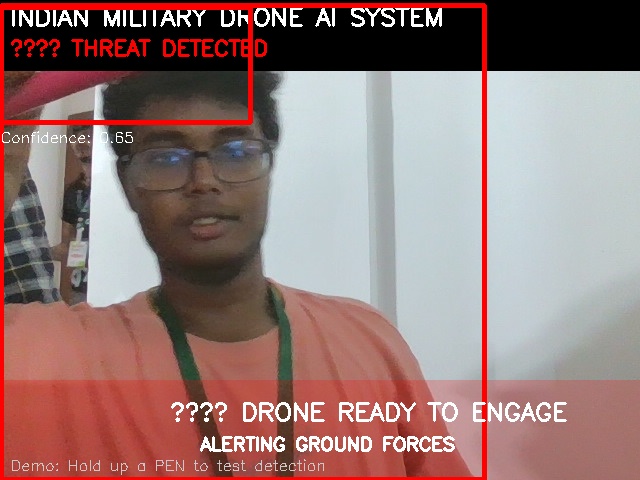 INDIAN MILITARY DRONE AI SYSTEM
???? THREAT DETECTED
Confidence: 0.65
???? DRONE READY TO ENGAGE
ALERTING GROUND FORCES
Demo: Hold up a PEN to test detection